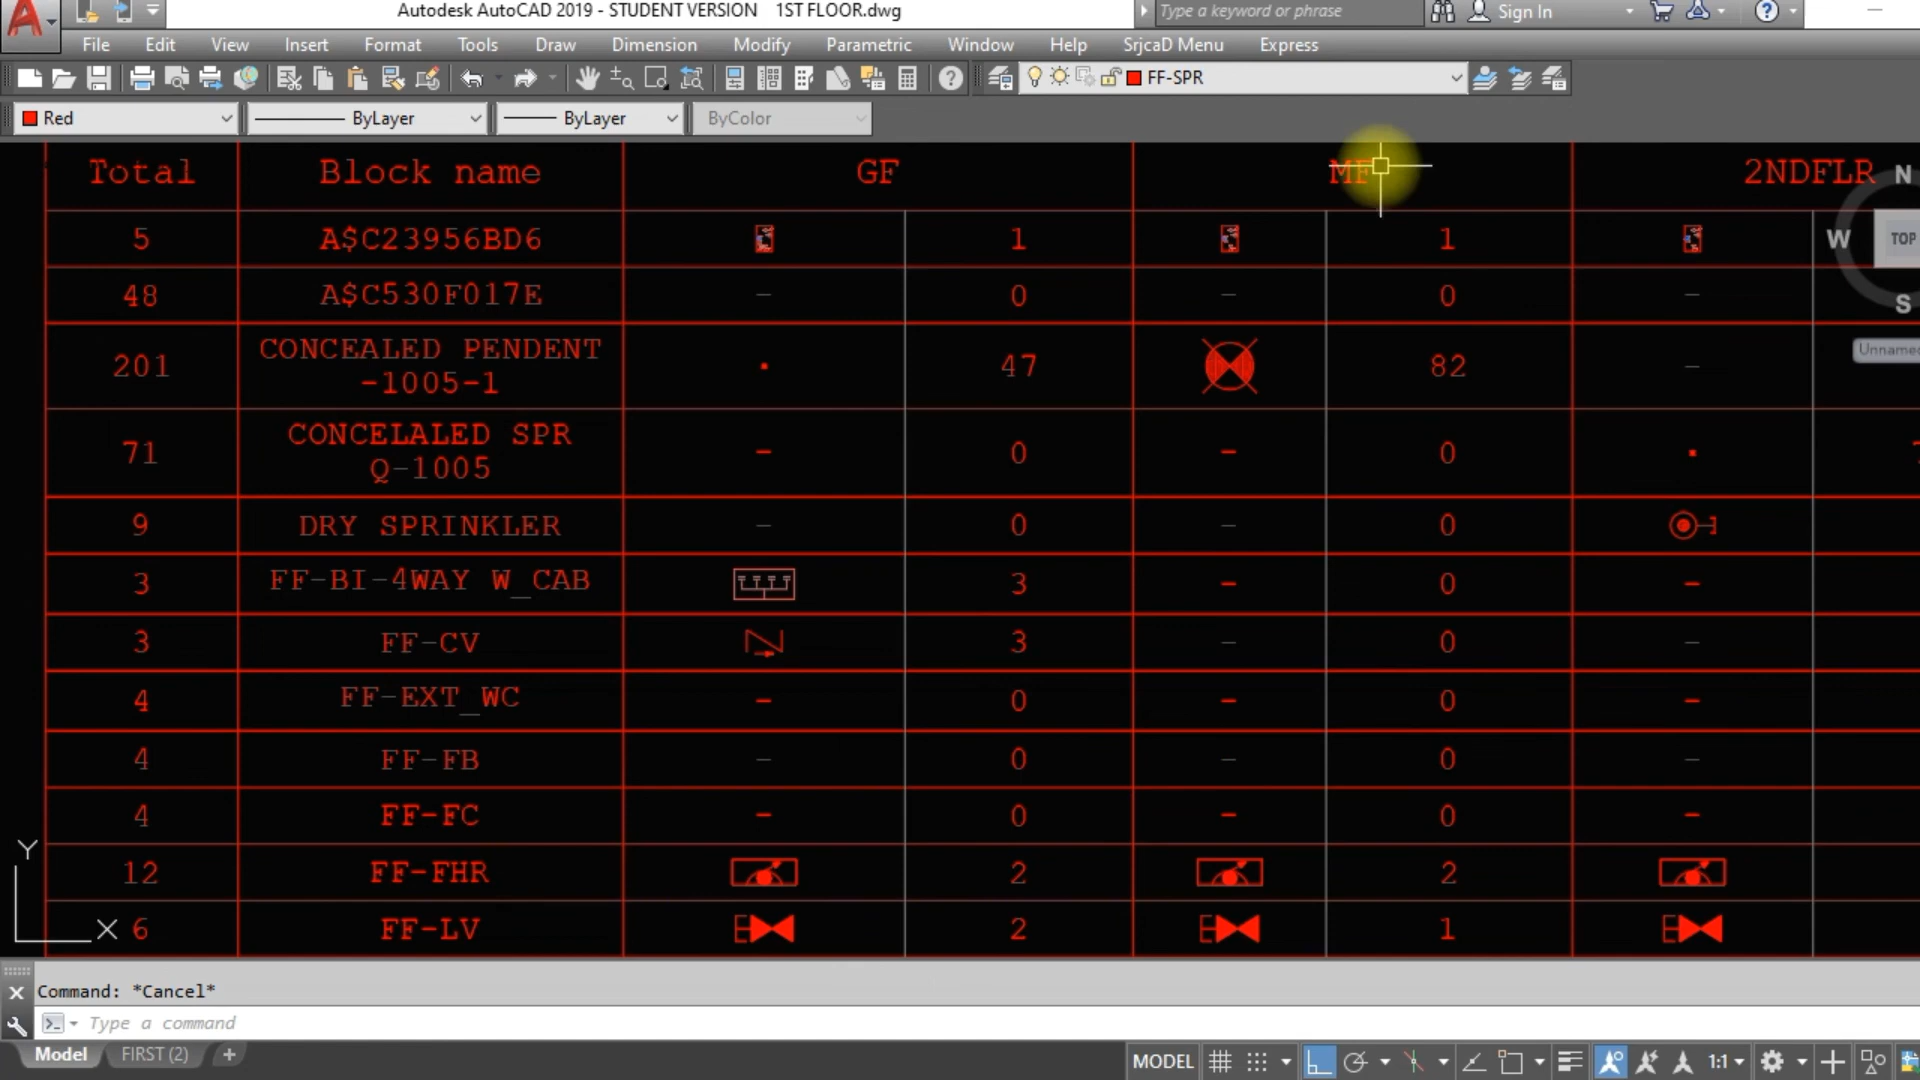 Autodesk AutoCAD 2019 - STUDENT VERSION 1ST FLOOR.dwg
Type a keyword or phrase
Sign In
File Edit View Insert Format Tools Draw Dimension Modify Parametric Window Help SrjcaD Menu Express
FF-SPR
Red ByLayer ByLayer ByColor
Total Block name GF MF 2NDFLR
N
5 A$C23956BD6 1 1
W TOP
48 A$C530F017E - 0 - 0 -
S
CONCEALED PENDENT
201 47 82 -
-1005-1
Unnamed
CONCELALED SPR
71 - 0 - 0
Q-1005
9 DRY SPRINKLER - 0 - 0
3 FF-BI-4WAY W_CAB 3 - 0 -
3 FF-CV 3 - 0 -
4 FF-EXT_WC - 0 - 0 -
4 FF-FB - 0 - 0 -
4 FF-FC - 0 - 0 -
Y
12 FF-FHR 2 2
X 6 FF-LV 2 1
Command: *Cancel*
Type a command
Model FIRST (2) +
MODEL 1:1